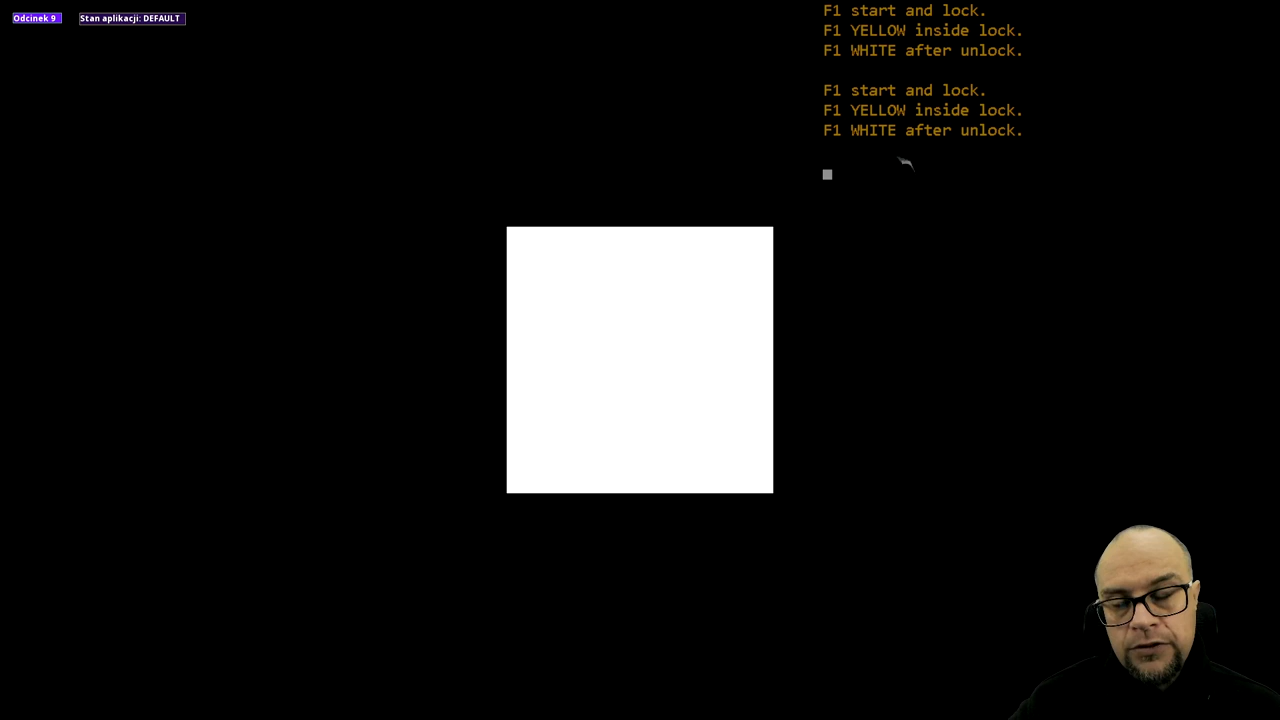 Odcinek 9
Stan aplikacji: DEFAULT
F1 start and lock.
F1 YELLOW inside lock.
F1 WHITE after unlock.
F1 start and lock.
F1 YELLOW inside lock.
F1 WHITE after unlock.